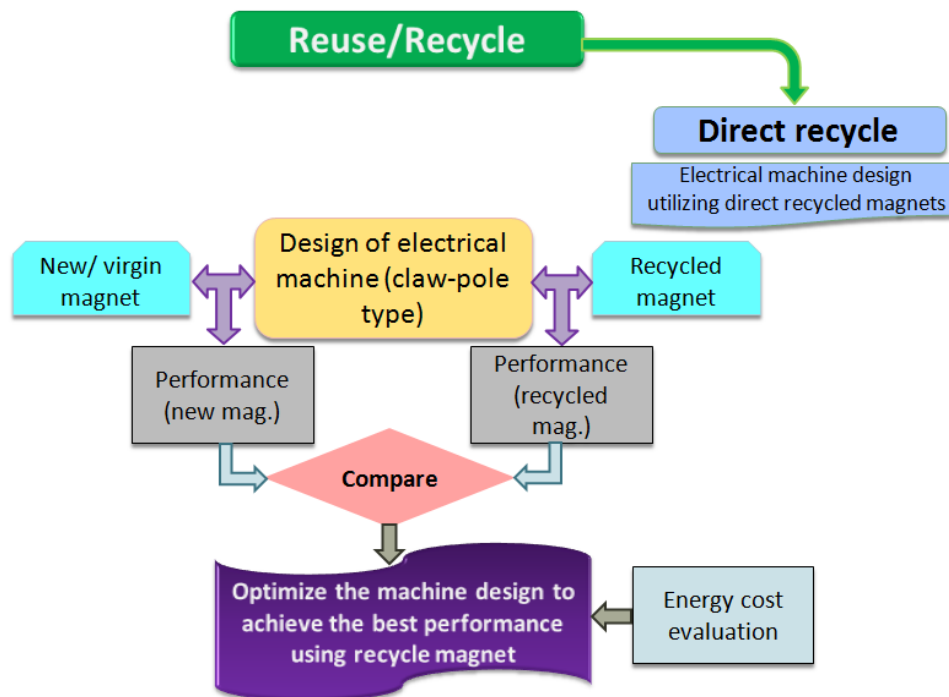 Reuse/Recycle
Direct recycle
Electrical machine design
utilizing direct recycled magnets
New/ virgin
magnet
Design of electrical
machine (claw-pole
type)
Recycled
magnet
Performance
(new mag.)
Performance
(recycled
mag.)
Compare
Optimize the machine design to
achieve the best performance
using recycle magnet
Energy cost
evaluation